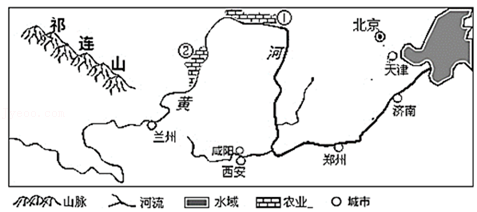 祁
连
山
①
②
黄
河
北京
天津
济南
郑州
西安
咸阳
兰州
山脉 河流 水域 农业 城市